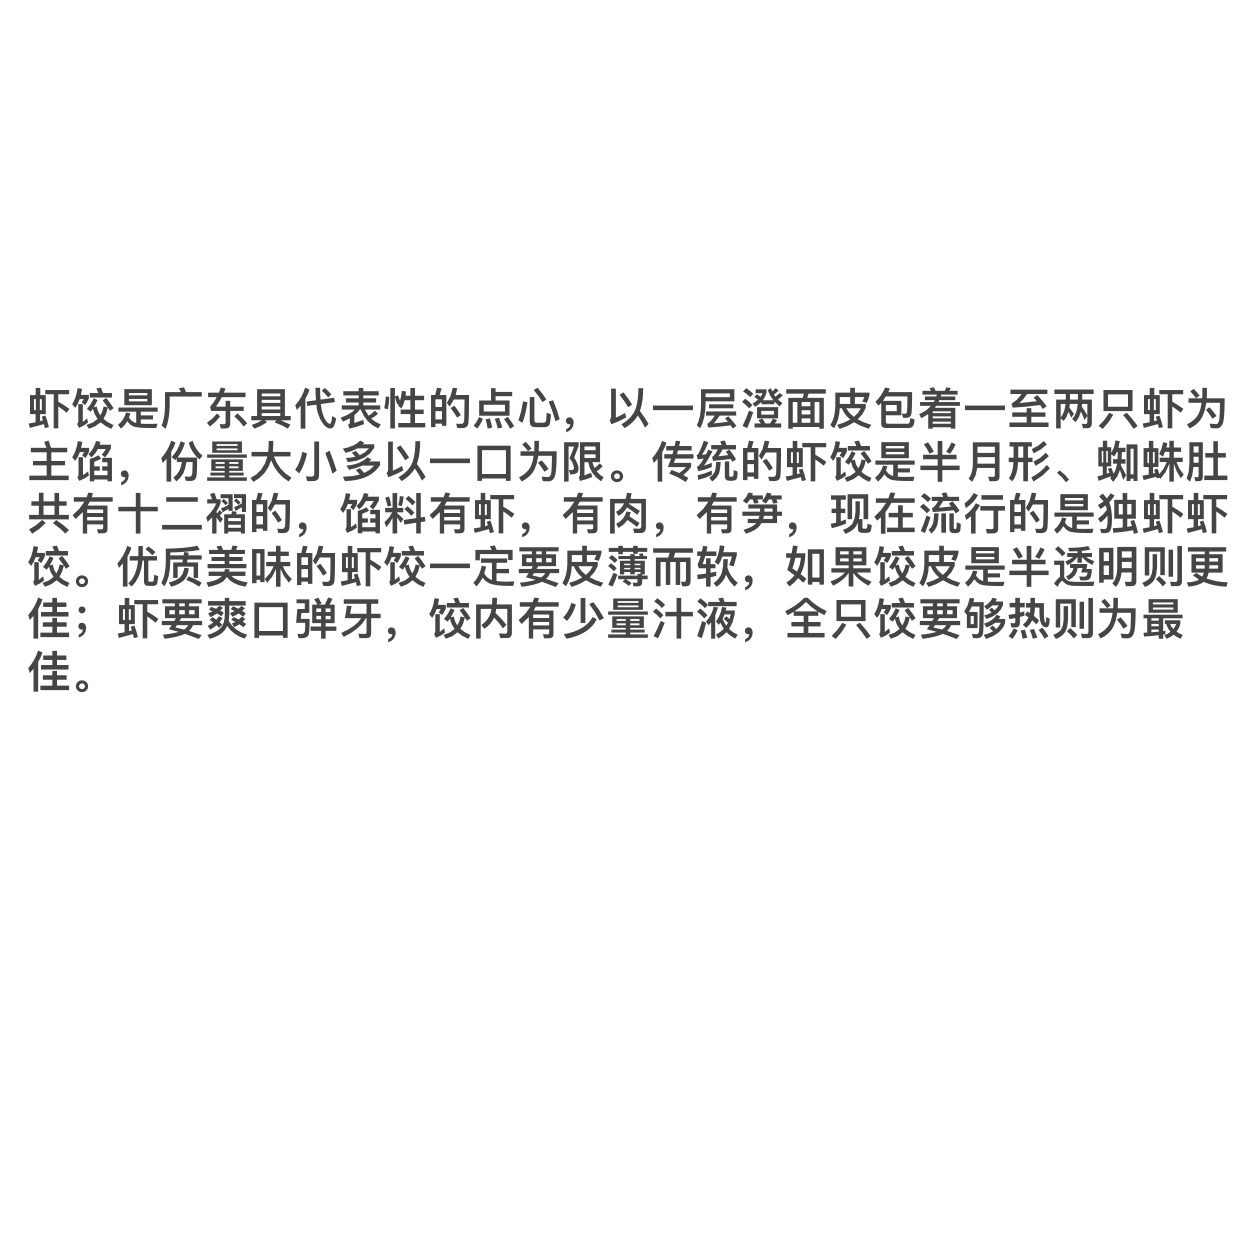 虾饺是广东具代表性的点心，以一层澄面皮包着一至两只虾为
主馅，份量大小多以一口为限。传统的虾饺是半月形、蜘蛛肚
共有十二褶的，馅料有虾，有肉，有笋，现在流行的是独虾虾
饺。优质美味的虾饺一定要皮薄而软，如果饺皮是半透明则更
佳；虾要爽口弹牙，饺内有少量汁液，全只饺要够热则为最
佳。